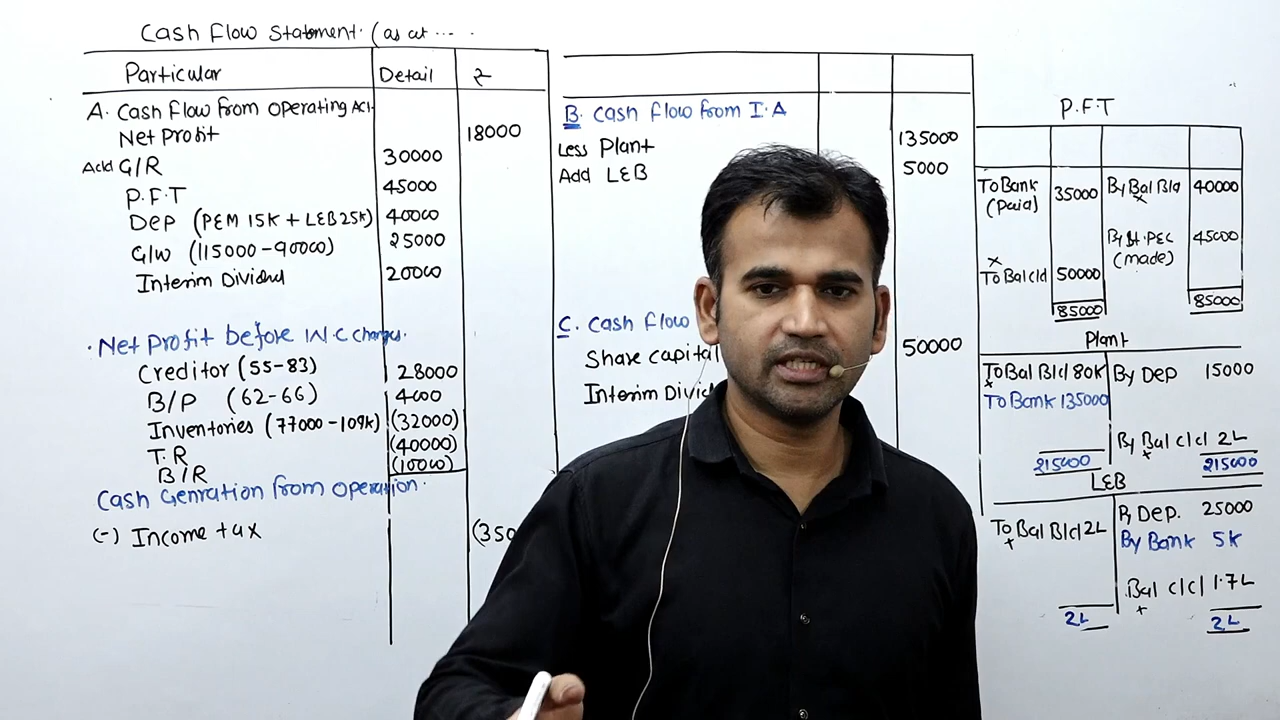 Cash Flow Statement. (as at ....
Particular Detail ₹
A. Cash flow from operating Act.
Net Profit 18000
Add G/R 30000
P.F.T 45000
Dep (PEM 15K + L&B 25K) 40000
G/w (115000-90000) 25000
Interim Dividend 20000
Net Profit before W.C changes.
Creditor (55-83) 28000
B/P (62-66) 4000
Inventories (77000-109K) (32000)
T.R (40000)
B/R (10000)
Cash Genration from operation.
(-) Income tax (350
B. Cash flow from I.A
Less Plant 135000
Add L&B 5000
C. Cash flow
Share capital 50000
Interim Divid
P.F.T
To Bank 35000 By Bal B/d 40000
(Paid)
By St. P&L 45000
(made)
To Bal c/d 50000
85000 85000
Plant
To Bal B/d 80K By Dep 15000
To Bank 135000
By Bal c/d 2L
215000 215000
L&B
To Bal B/d 2L By Dep. 25000
By Bank 5K
Bal c/d 1.7L
2L 2L